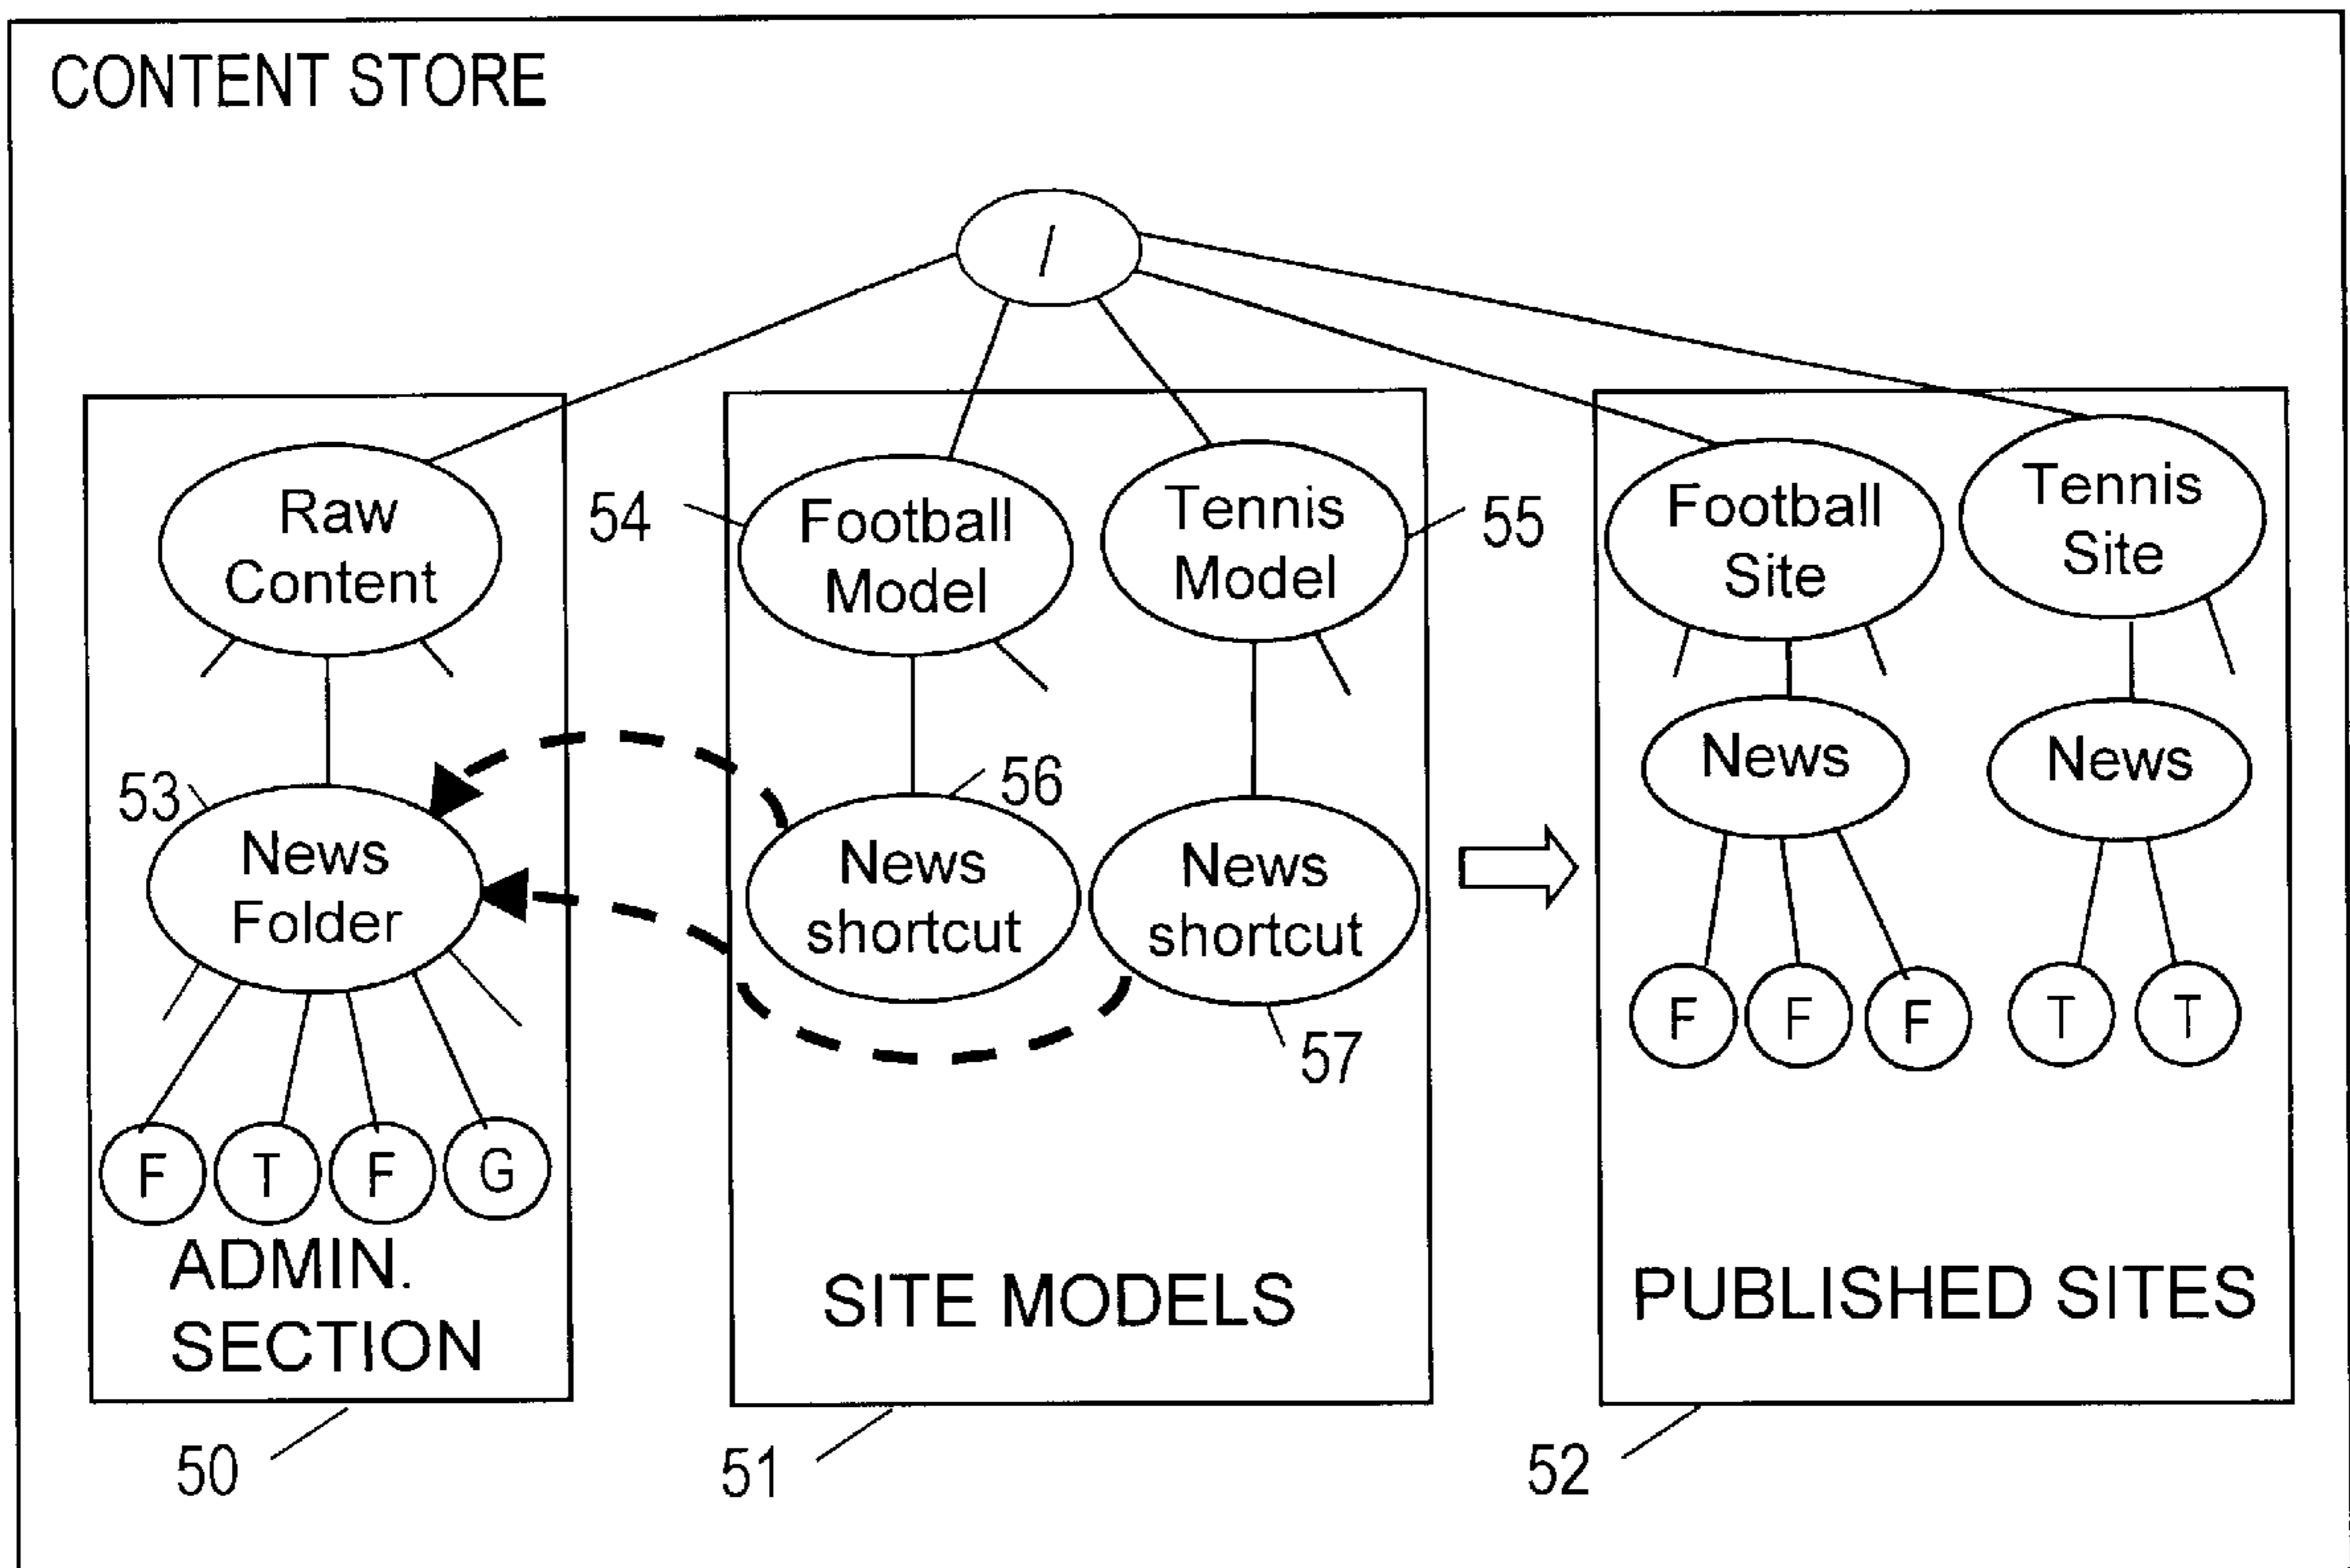 CONTENT STORE
/
Raw
Content
54
Football
Model
Tennis
Model
55
Football
Site
Tennis
Site
53
News
Folder
56
News
shortcut
News
shortcut
57
News
News
F
F
F
T
T
F
T
F
G
ADMIN.
SECTION
SITE MODELS
PUBLISHED SITES
50
51
52